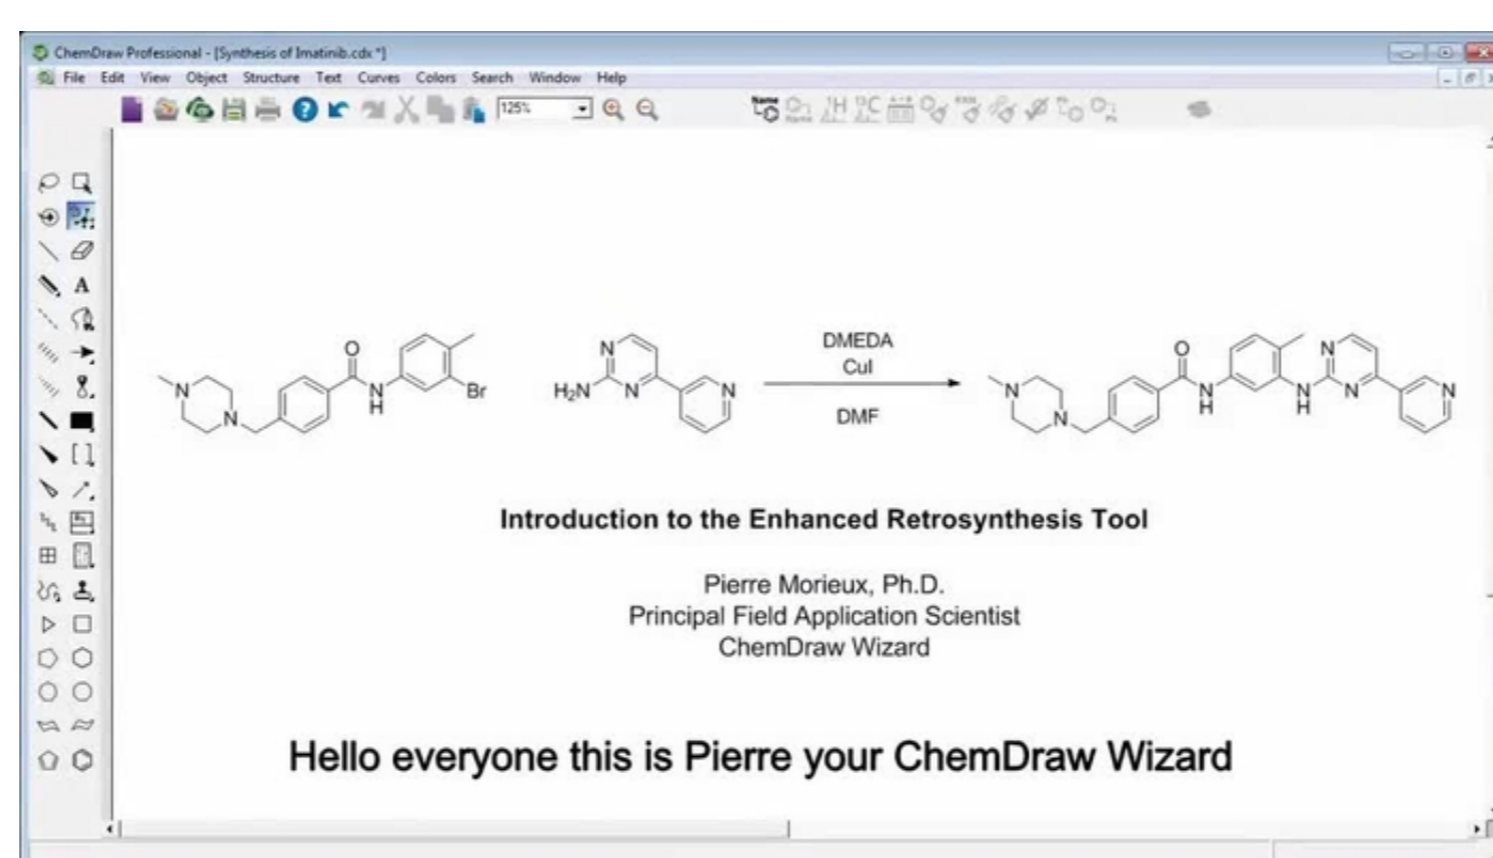 ChemDraw Professional - [Synthesis of Imatinib.cdx *]
File Edit View Object Structure Text Curves Colors Search Window Help
125%
DMEDA
CuI
DMF
O
N
N
N
H
Br
N
H₂N
N
N
O
N
N
N
H
N
H
N
N
N
Introduction to the Enhanced Retrosynthesis Tool
Pierre Morieux, Ph.D.
Principal Field Application Scientist
ChemDraw Wizard
Hello everyone this is Pierre your ChemDraw Wizard